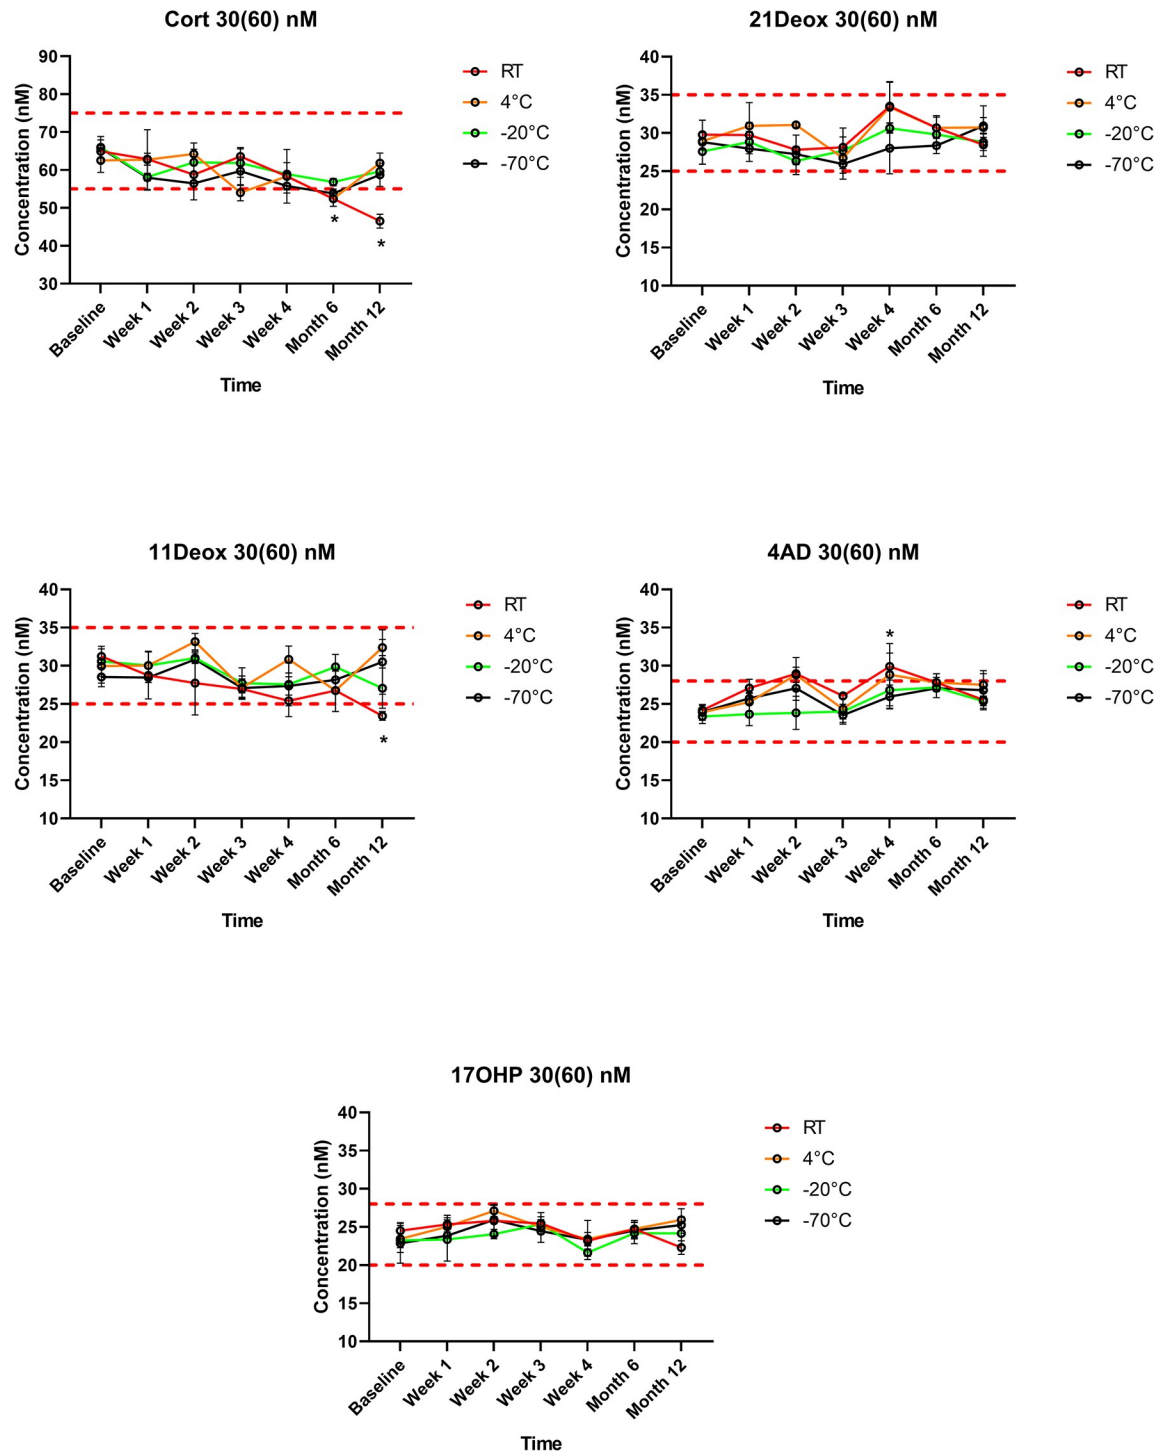 Cort 30(60) nM
Concentration (nM)
90
80
70
60
50
40
30
*
*
Baseline
Week 1
Week 2
Week 3
Week 4
Month 6
Month 12
Time
RT
4°C
-20°C
-70°C
21Deox 30(60) nM
Concentration (nM)
40
35
30
25
20
15
10
Baseline
Week 1
Week 2
Week 3
Week 4
Month 6
Month 12
Time
RT
4°C
-20°C
-70°C
11Deox 30(60) nM
Concentration (nM)
40
35
30
25
20
15
10
*
Baseline
Week 1
Week 2
Week 3
Week 4
Month 6
Month 12
Time
RT
4°C
-20°C
-70°C
4AD 30(60) nM
Concentration (nM)
40
35
30
25
20
15
10
*
Baseline
Week 1
Week 2
Week 3
Week 4
Month 6
Month 12
Time
RT
4°C
-20°C
-70°C
17OHP 30(60) nM
Concentration (nM)
40
35
30
25
20
15
10
Baseline
Week 1
Week 2
Week 3
Week 4
Month 6
Month 12
Time
RT
4°C
-20°C
-70°C